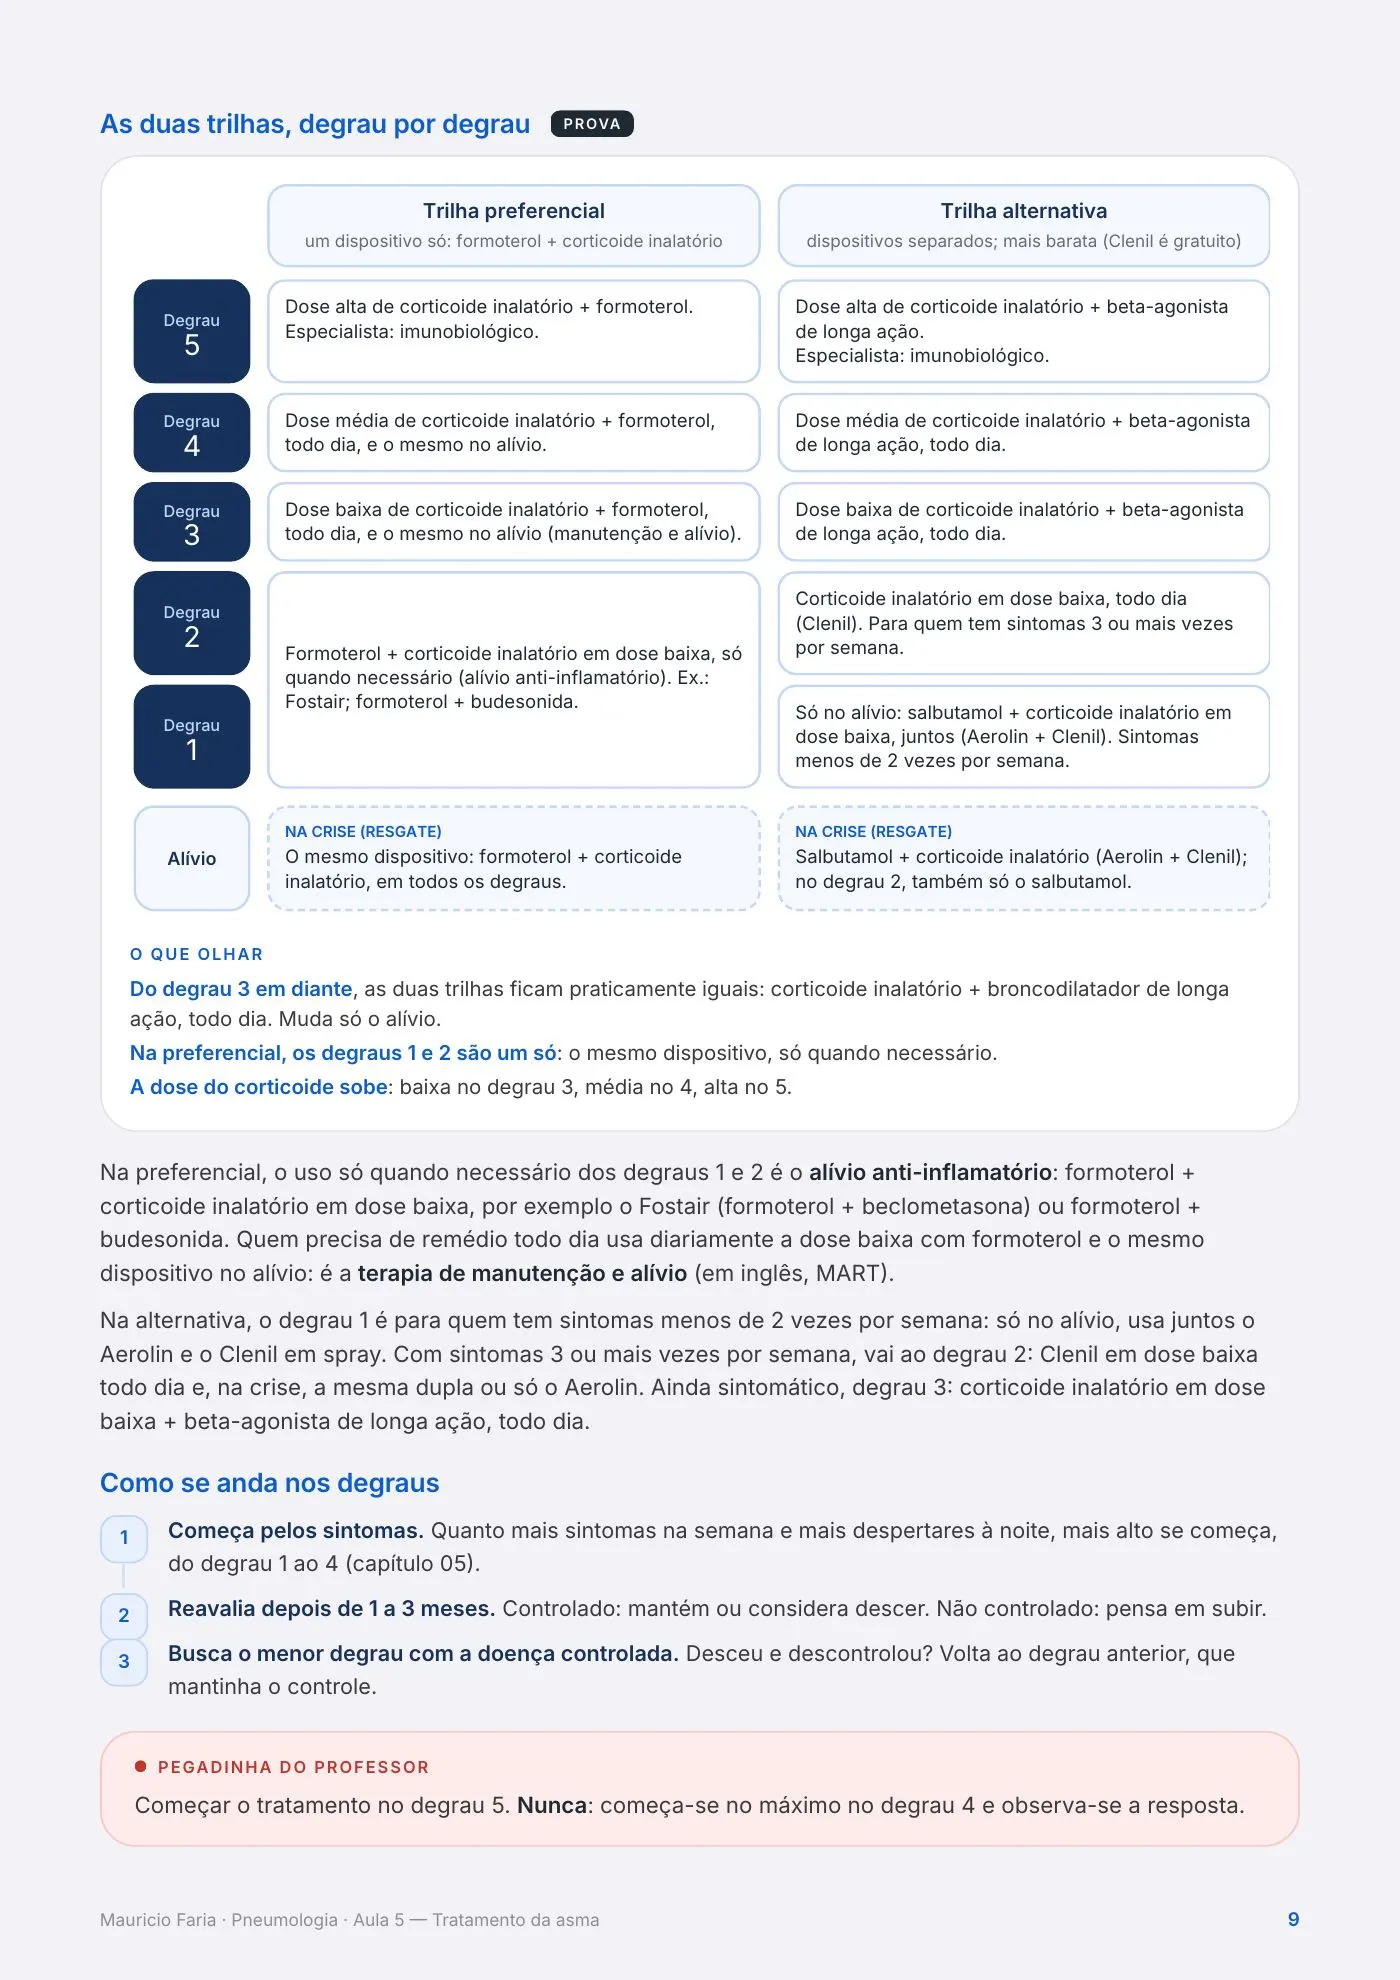 As duas trilhas, degrau por degrau PROVA
Trilha preferencial
um dispositivo só: formoterol + corticoide inalatório
Trilha alternativa
dispositivos separados; mais barata (Clenil é gratuito)
Degrau
5
Dose alta de corticoide inalatório + formoterol.
Especialista: imunobiológico.
Dose alta de corticoide inalatório + beta-agonista
de longa ação.
Especialista: imunobiológico.
Degrau
4
Dose média de corticoide inalatório + formoterol,
todo dia, e o mesmo no alívio.
Dose média de corticoide inalatório + beta-agonista
de longa ação, todo dia.
Degrau
3
Dose baixa de corticoide inalatório + formoterol,
todo dia, e o mesmo no alívio (manutenção e alívio).
Dose baixa de corticoide inalatório + beta-agonista
de longa ação, todo dia.
Degrau
2
Formoterol + corticoide inalatório em dose baixa, só
quando necessário (alívio anti-inflamatório). Ex.:
Fostair; formoterol + budesonida.
Corticoide inalatório em dose baixa, todo dia
(Clenil). Para quem tem sintomas 3 ou mais vezes
por semana.
Degrau
1
Só no alívio: salbutamol + corticoide inalatório em
dose baixa, juntos (Aerolin + Clenil). Sintomas
menos de 2 vezes por semana.
Alívio
NA CRISE (RESGATE)
O mesmo dispositivo: formoterol + corticoide
inalatório, em todos os degraus.
NA CRISE (RESGATE)
Salbutamol + corticoide inalatório (Aerolin + Clenil);
no degrau 2, também só o salbutamol.
O QUE OLHAR
Do degrau 3 em diante, as duas trilhas ficam praticamente iguais: corticoide inalatório + broncodilatador de longa
ação, todo dia. Muda só o alívio.
Na preferencial, os degraus 1 e 2 são um só: o mesmo dispositivo, só quando necessário.
A dose do corticoide sobe: baixa no degrau 3, média no 4, alta no 5.
Na preferencial, o uso só quando necessário dos degraus 1 e 2 é o alívio anti-inflamatório: formoterol +
corticoide inalatório em dose baixa, por exemplo o Fostair (formoterol + beclometasona) ou formoterol +
budesonida. Quem precisa de remédio todo dia usa diariamente a dose baixa com formoterol e o mesmo
dispositivo no alívio: é a terapia de manutenção e alívio (em inglês, MART).
Na alternativa, o degrau 1 é para quem tem sintomas menos de 2 vezes por semana: só no alívio, usa juntos o
Aerolin e o Clenil em spray. Com sintomas 3 ou mais vezes por semana, vai ao degrau 2: Clenil em dose baixa
todo dia e, na crise, a mesma dupla ou só o Aerolin. Ainda sintomático, degrau 3: corticoide inalatório em dose
baixa + beta-agonista de longa ação, todo dia.
Como se anda nos degraus
1 Começa pelos sintomas. Quanto mais sintomas na semana e mais despertares à noite, mais alto se começa,
do degrau 1 ao 4 (capítulo 05).
2 Reavalia depois de 1 a 3 meses. Controlado: mantém ou considera descer. Não controlado: pensa em subir.
3 Busca o menor degrau com a doença controlada. Desceu e descontrolou? Volta ao degrau anterior, que
mantinha o controle.
PEGADINHA DO PROFESSOR
Começar o tratamento no degrau 5. Nunca: começa-se no máximo no degrau 4 e observa-se a resposta.
Mauricio Faria · Pneumologia · Aula 5 — Tratamento da asma 9